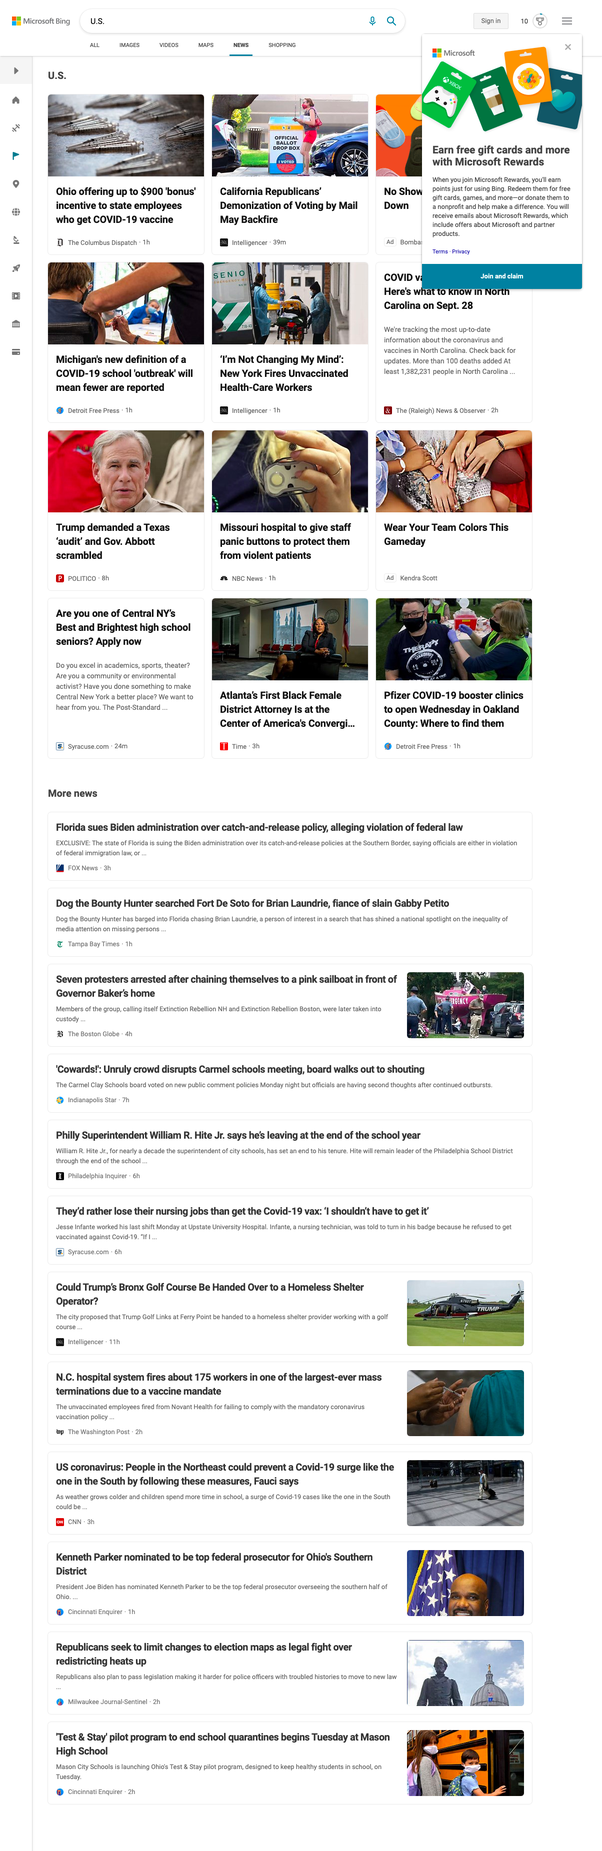 Microsoft Bing
U.S.
Sign in
10
ALL
IMAGES
VIDEOS
MAPS
NEWS
SHOPPING
U.S.
Microsoft
XBOX
Earn free gift cards and more
with Microsoft Rewards
When you join Microsoft Rewards, you'll earn
points just for using Bing. Redeem them for free
gift cards, games, and more—or donate them to
a nonprofit and help make a difference. You will
receive emails about Microsoft Rewards, which
include offers about Microsoft and partner
products.
Terms · Privacy
Join and claim
Ohio offering up to $900 'bonus'
incentive to state employees
who get COVID-19 vaccine
The Columbus Dispatch · 1h
OFFICIAL
BALLOT
DROP BOX
VOTED
California Republicans'
Demonization of Voting by Mail
May Backfire
Intelligencer · 39m
No Show
Down
Ad Bombas
Michigan's new definition of a
COVID-19 school 'outbreak' will
mean fewer are reported
Detroit Free Press · 1h
SENIO
'I'm Not Changing My Mind':
New York Fires Unvaccinated
Health-Care Workers
Intelligencer · 1h
COVID va
Here's what to know in North
Carolina on Sept. 28
We're tracking the most up-to-date
information about the coronavirus and
vaccines in North Carolina. Check back for
updates. More than 100 deaths added At
least 1,382,231 people in North Carolina ...
The (Raleigh) News & Observer · 2h
Trump demanded a Texas
'audit' and Gov. Abbott
scrambled
POLITICO · 8h
Missouri hospital to give staff
panic buttons to protect them
from violent patients
NBC News · 1h
Wear Your Team Colors This
Gameday
Ad Kendra Scott
Are you one of Central NY's
Best and Brightest high school
seniors? Apply now
Do you excel in academics, sports, theater?
Are you a community or environmental
activist? Have you done something to make
Central New York a better place? We want to
hear from you. The Post-Standard ...
Syracuse.com · 24m
Atlanta's First Black Female
District Attorney Is at the
Center of America's Convergi...
Time · 3h
THERAPY
Pfizer COVID-19 booster clinics
to open Wednesday in Oakland
County: Where to find them
Detroit Free Press · 1h
More news
Florida sues Biden administration over catch-and-release policy, alleging violation of federal law
EXCLUSIVE: The state of Florida is suing the Biden administration over its catch-and-release policies at the Southern Border, saying officials are either in violation
of federal immigration law, or ...
FOX News · 3h
Dog the Bounty Hunter searched Fort De Soto for Brian Laundrie, fiance of slain Gabby Petito
Dog the Bounty Hunter has barged into Florida chasing Brian Laundrie, a person of interest in a search that has shined a national spotlight on the inequality of
media attention on missing persons ...
Tampa Bay Times · 1h
Seven protesters arrested after chaining themselves to a pink sailboat in front of
Governor Baker's home
Members of the group, calling itself Extinction Rebellion NH and Extinction Rebellion Boston, were later taken into
custody ...
The Boston Globe · 4h
'Cowards!': Unruly crowd disrupts Carmel schools meeting, board walks out to shouting
The Carmel Clay Schools board voted on new public comment policies Monday night but officials are having second thoughts after continued outbursts.
Indianapolis Star · 7h
Philly Superintendent William R. Hite Jr. says he's leaving at the end of the school year
William R. Hite Jr., for nearly a decade the superintendent of city schools, has set an end to his tenure. Hite will remain leader of the Philadelphia School District
through the end of the school ...
Philadelphia Inquirer · 6h
They'd rather lose their nursing jobs than get the Covid-19 vax: 'I shouldn't have to get it'
Jesse Infante worked his last shift Monday at Upstate University Hospital. Infante, a nursing technician, was told to turn in his badge because he refused to get
vaccinated against Covid-19. "If I ...
Syracuse.com · 6h
Could Trump's Bronx Golf Course Be Handed Over to a Homeless Shelter
Operator?
The city proposed that Trump Golf Links at Ferry Point be handed to a homeless shelter provider working with a golf
course ...
Intelligencer · 11h
TRUMP
N.C. hospital system fires about 175 workers in one of the largest-ever mass
terminations due to a vaccine mandate
The unvaccinated employees fired from Novant Health for failing to comply with the mandatory coronavirus
vaccination policy ...
The Washington Post · 2h
US coronavirus: People in the Northeast could prevent a Covid-19 surge like the
one in the South by following these measures, Fauci says
As weather grows colder and children spend more time in school, a surge of Covid-19 cases like the one in the South
could be ...
CNN · 3h
Kenneth Parker nominated to be top federal prosecutor for Ohio's Southern
District
President Joe Biden has nominated Kenneth Parker to be the top federal prosecutor overseeing the southern half of
Ohio. ...
Cincinnati Enquirer · 1h
Republicans seek to limit changes to election maps as legal fight over
redistricting heats up
Republicans also plan to pass legislation making it harder for police officers with troubled histories to move to new law
...
Milwaukee Journal-Sentinel · 2h
'Test & Stay' pilot program to end school quarantines begins Tuesday at Mason
High School
Mason City Schools is launching Ohio's Test & Stay pilot program, designed to keep healthy students in school, on
Tuesday.
Cincinnati Enquirer · 2h